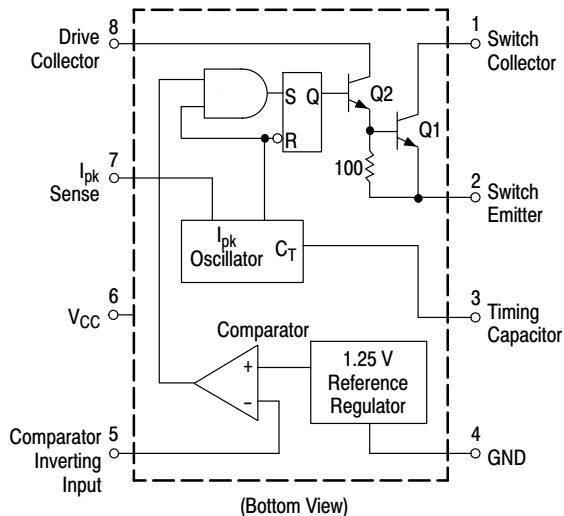 8
Drive
Collector
1
Switch
Collector
S Q
R
Q2
Q1
100
7
Ipk
Sense
2
Switch
Emitter
Ipk
Oscillator
CT
6
VCC
3
Timing
Capacitor
Comparator
+
–
1.25 V
Reference
Regulator
5
Comparator
Inverting
Input
4
GND
(Bottom View)